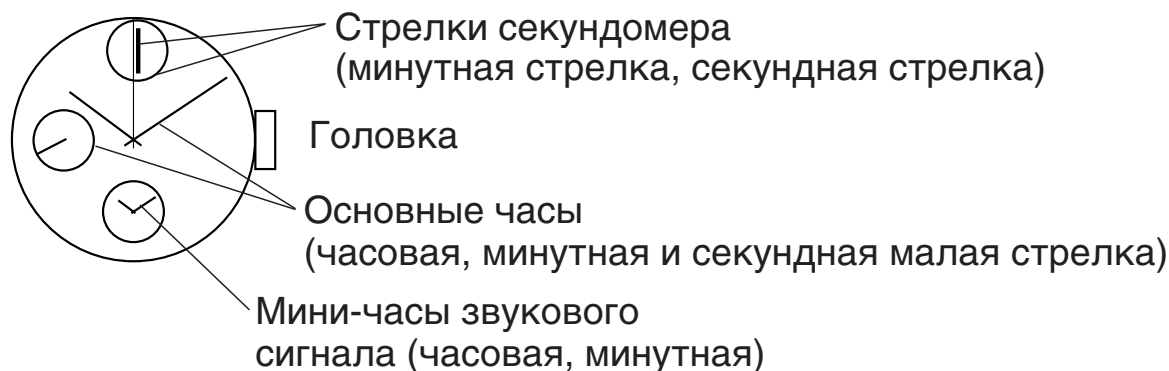 Стрелки секундомера
(минутная стрелка, секундная стрелка)
Головка
Основные часы
(часовая, минутная и секундная малая стрелка)
Мини-часы звукового
сигнала (часовая, минутная)